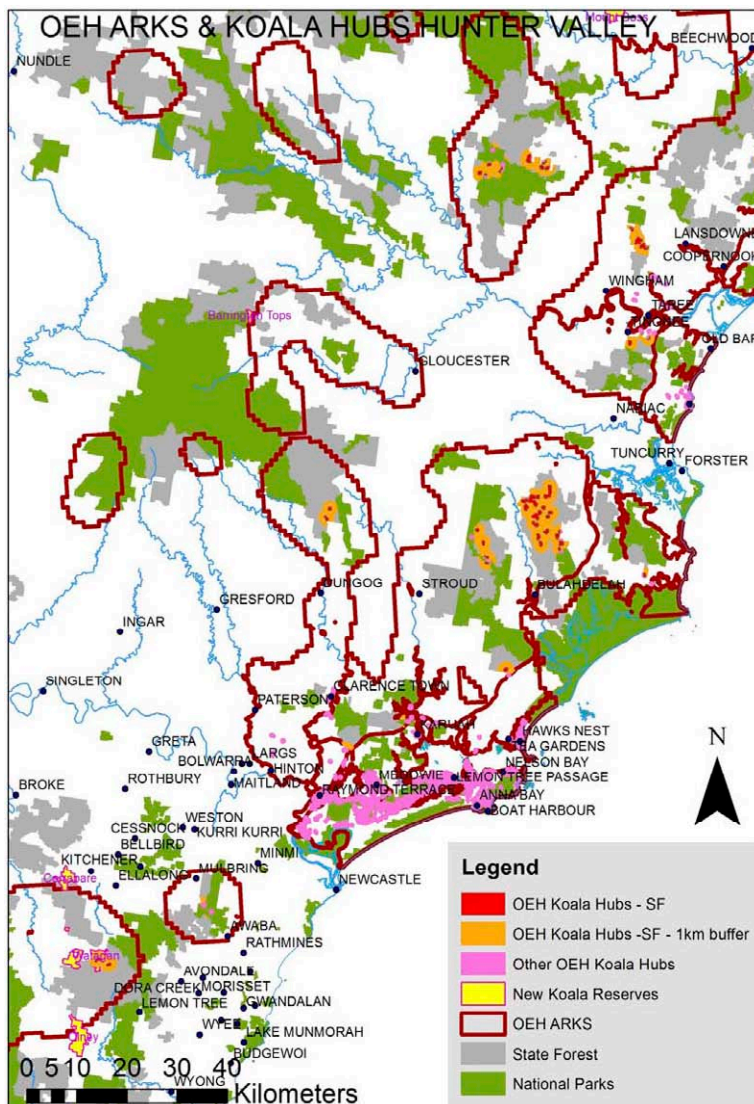 OEH ARKS & KOALA HUBS HUNTER VALLEY
BEECHWOOD
NUNDLE
LANSDOWNE
COOPERNOOK
WINGHAM
TAREE
TINONEE
OLD BAR
Barrington Tops
GLOUCESTER
NABIAC
TUNCURRY
FORSTER
DUNGOG
STROUD
BULAHDELAH
GRESFORD
INGAR
SINGLETON
CLARENCE TOWN
PATERSON
KARUAH
HAWKS NEST
TEA GARDENS
GRETA
LARGS
BOLWARRA
HINTON
NELSON BAY
MEDOWIE
LEMON TREE PASSAGE
BROKE
ROTHBURY
MAITLAND
RAYMOND TERRACE
ANNA BAY
BOAT HARBOUR
WESTON
CESSNOCK
KURRI KURRI
BELLBIRD
KITCHENER
MINMI
MULBRING
ELLALONG
NEWCASTLE
AWABA
RATHMINES
AVONDALE
DORA CREEK
MORISSET
LEMON TREE
GWANDALAN
WYEE
LAKE MUNMORAH
BUDGEWOI
WYONG
0 5 10 20 30 40
Kilometers
N
Legend
OEH Koala Hubs - SF
OEH Koala Hubs -SF - 1km buffer
Other OEH Koala Hubs
New Koala Reserves
OEH ARKS
State Forest
National Parks